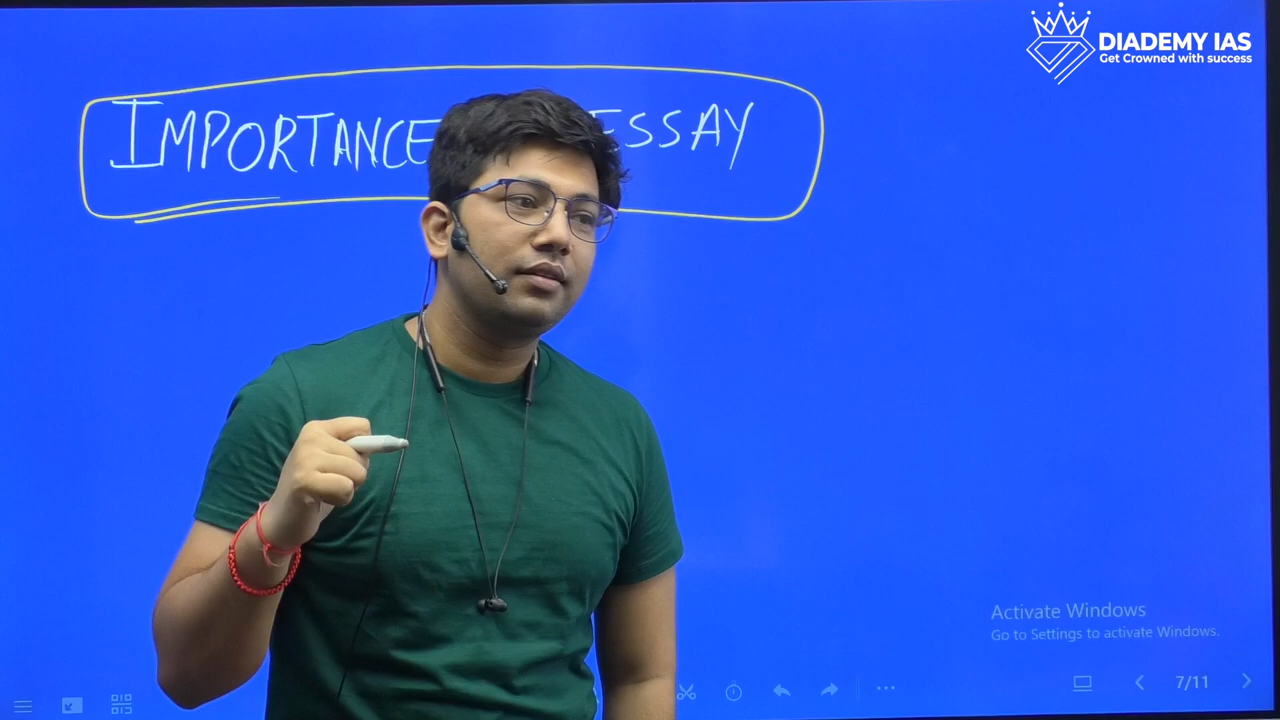 DIADEMY IAS
Get Crowned with success
IMPORTANCE ESSAY
Activate Windows
Go to Settings to activate Windows.
7/11